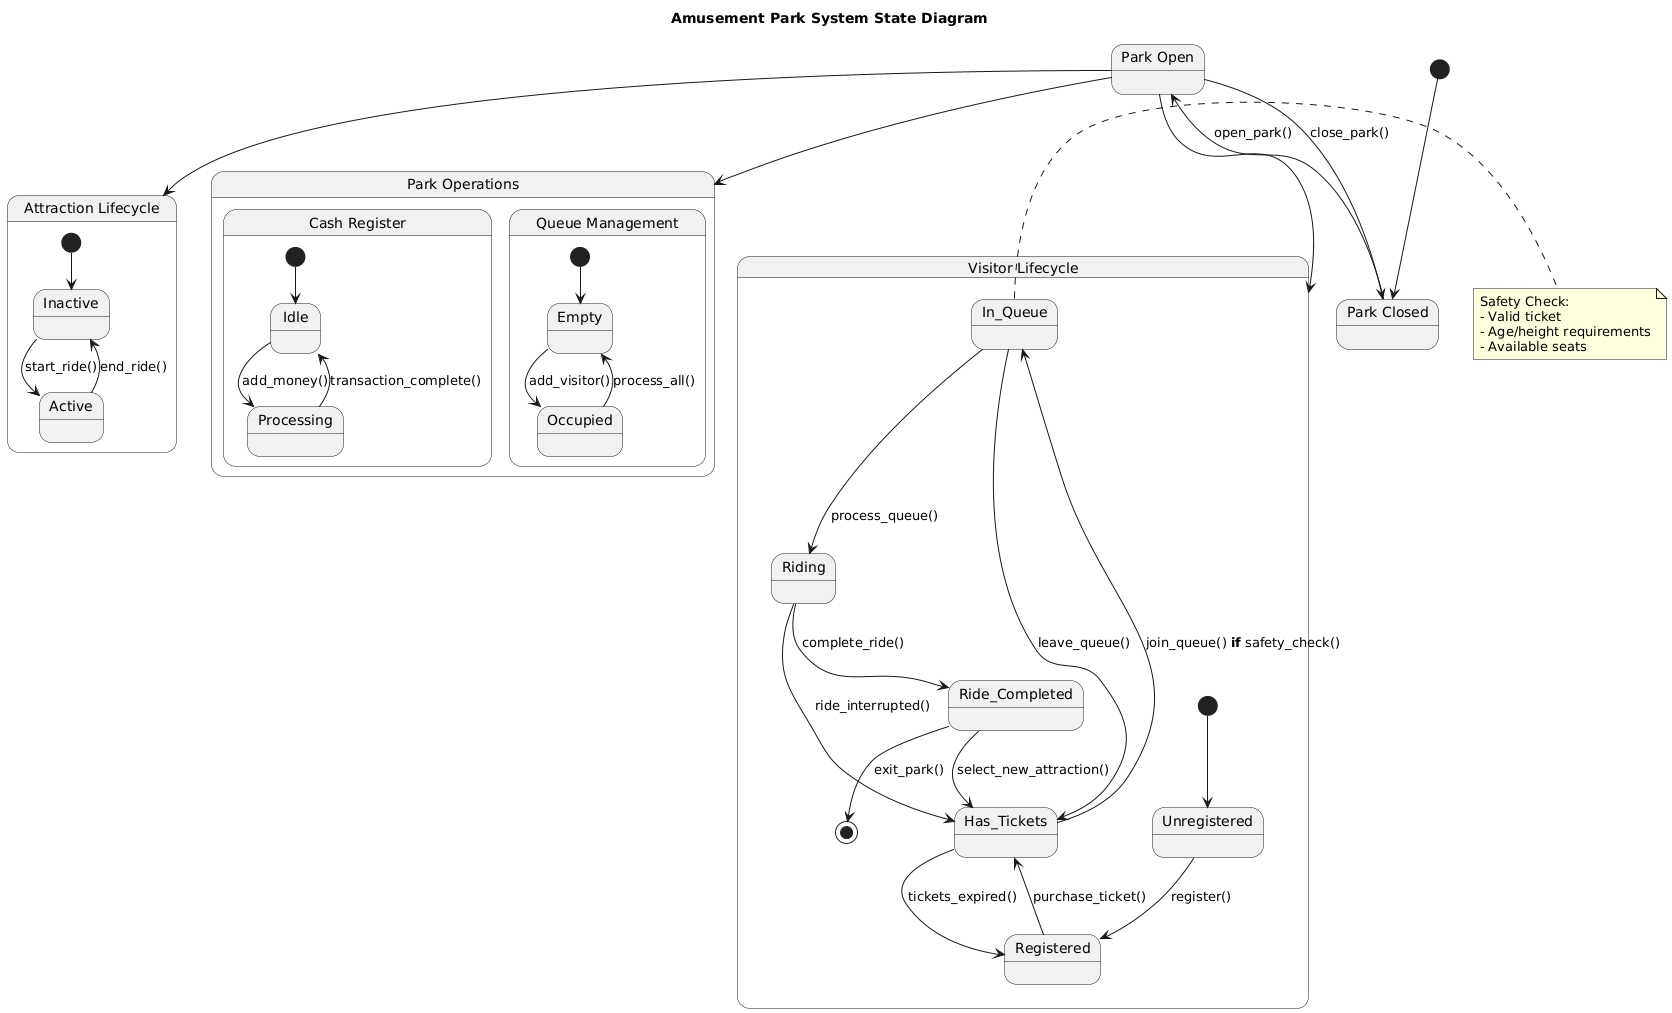 Amusement Park System State Diagram
Park Open
open_park()
close_park()
Attraction Lifecycle
Inactive
start_ride()
end_ride()
Active
Park Operations
Cash Register
Idle
add_money()
transaction_complete()
Processing
Queue Management
Empty
add_visitor()
process_all()
Occupied
Visitor Lifecycle
In_Queue
process_queue()
Riding
leave_queue()
join_queue() if safety_check()
complete_ride()
Ride_Completed
ride_interrupted()
exit_park()
select_new_attraction()
Has_Tickets
Unregistered
tickets_expired()
purchase_ticket()
register()
Registered
Park Closed
Safety Check:
- Valid ticket
- Age/height requirements
- Available seats